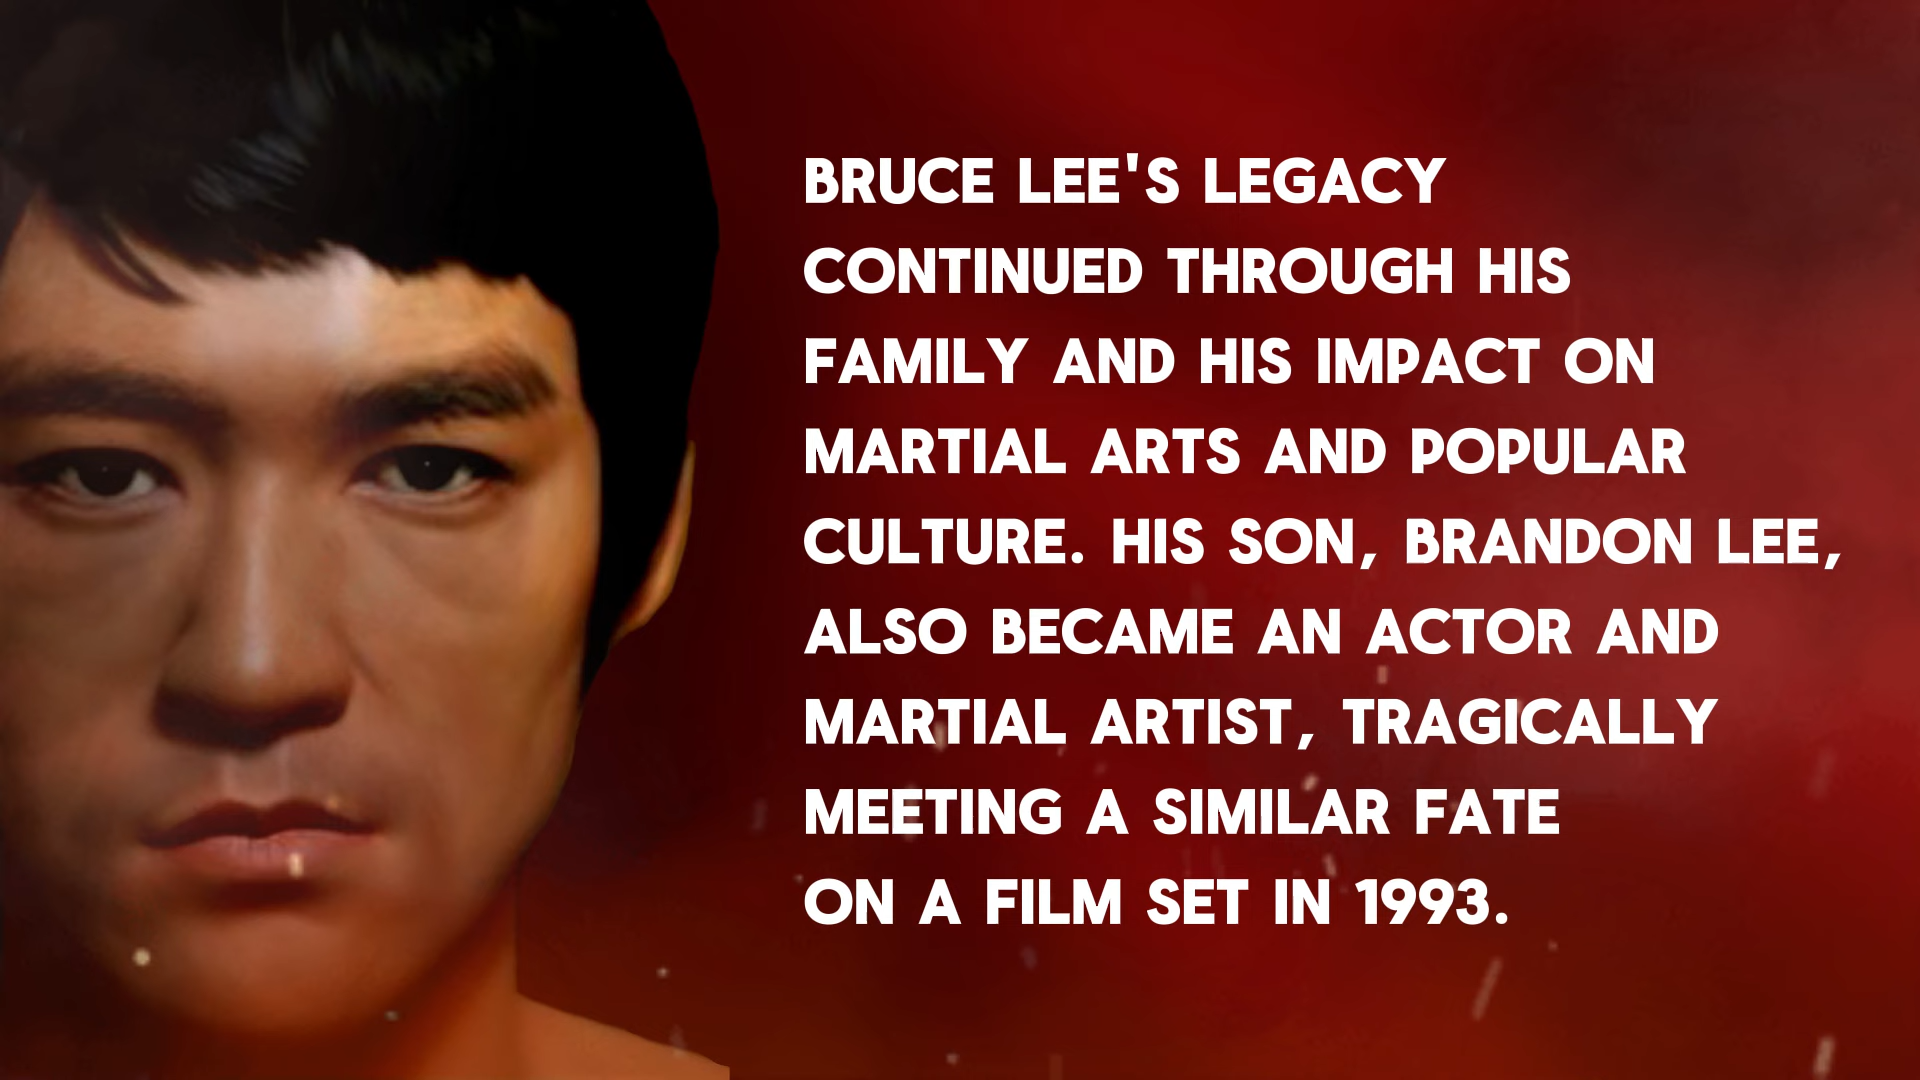 BRUCE LEE'S LEGACY
CONTINUED THROUGH HIS
FAMILY AND HIS IMPACT ON
MARTIAL ARTS AND POPULAR
CULTURE. HIS SON, BRANDON LEE,
ALSO BECAME AN ACTOR AND
MARTIAL ARTIST, TRAGICALLY
MEETING A SIMILAR FATE
ON A FILM SET IN 1993.